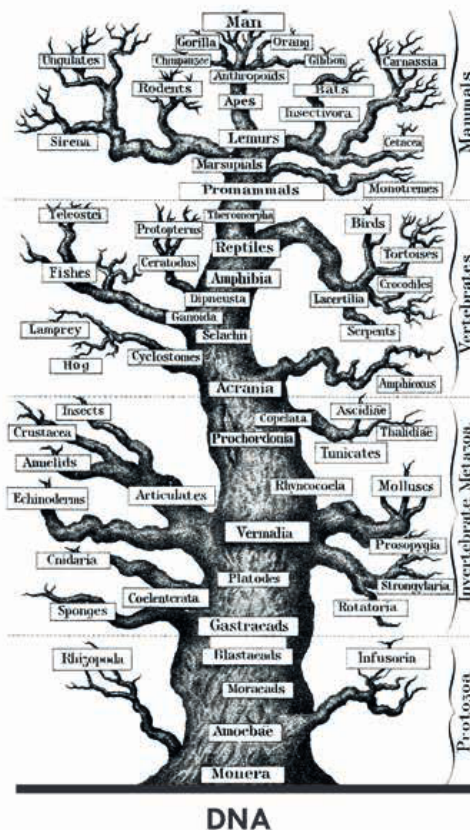 Man
Gorilla
Orang
Chimpanzee
Gibbon
Anthropoids
Ungulates
Carnassia
Rodents
Bats
Apes
Insectivora
Sirena
Lemurs
Cetacea
Marsupials
Promammals
Monotremes
Mammals
Theromorpha
Teleostei
Protopterus
Birds
Reptiles
Tortoises
Ceratodus
Fishes
Amphibia
Crocodiles
Dipneusta
Lacertilia
Ganoida
Serpents
Lamprey
Selachii
Cyclostomes
Hog
Acrania
Amphioxus
Vertebrates
Insects
Ascidiae
Copelata
Crustacea
Thalidiae
Prochordonia
Tunicates
Annelids
Rhyncocoela
Molluscs
Echinoderms
Articulates
Vermalia
Prosopygia
Cnidaria
Platodes
Strongylaria
Coelenterata
Rotatoria
Sponges
Gastraeads
Invertebrate Metazoa
Rhizopoda
Blastaeads
Infusoria
Moraeads
Amoebae
Monera
Protozoa
DNA